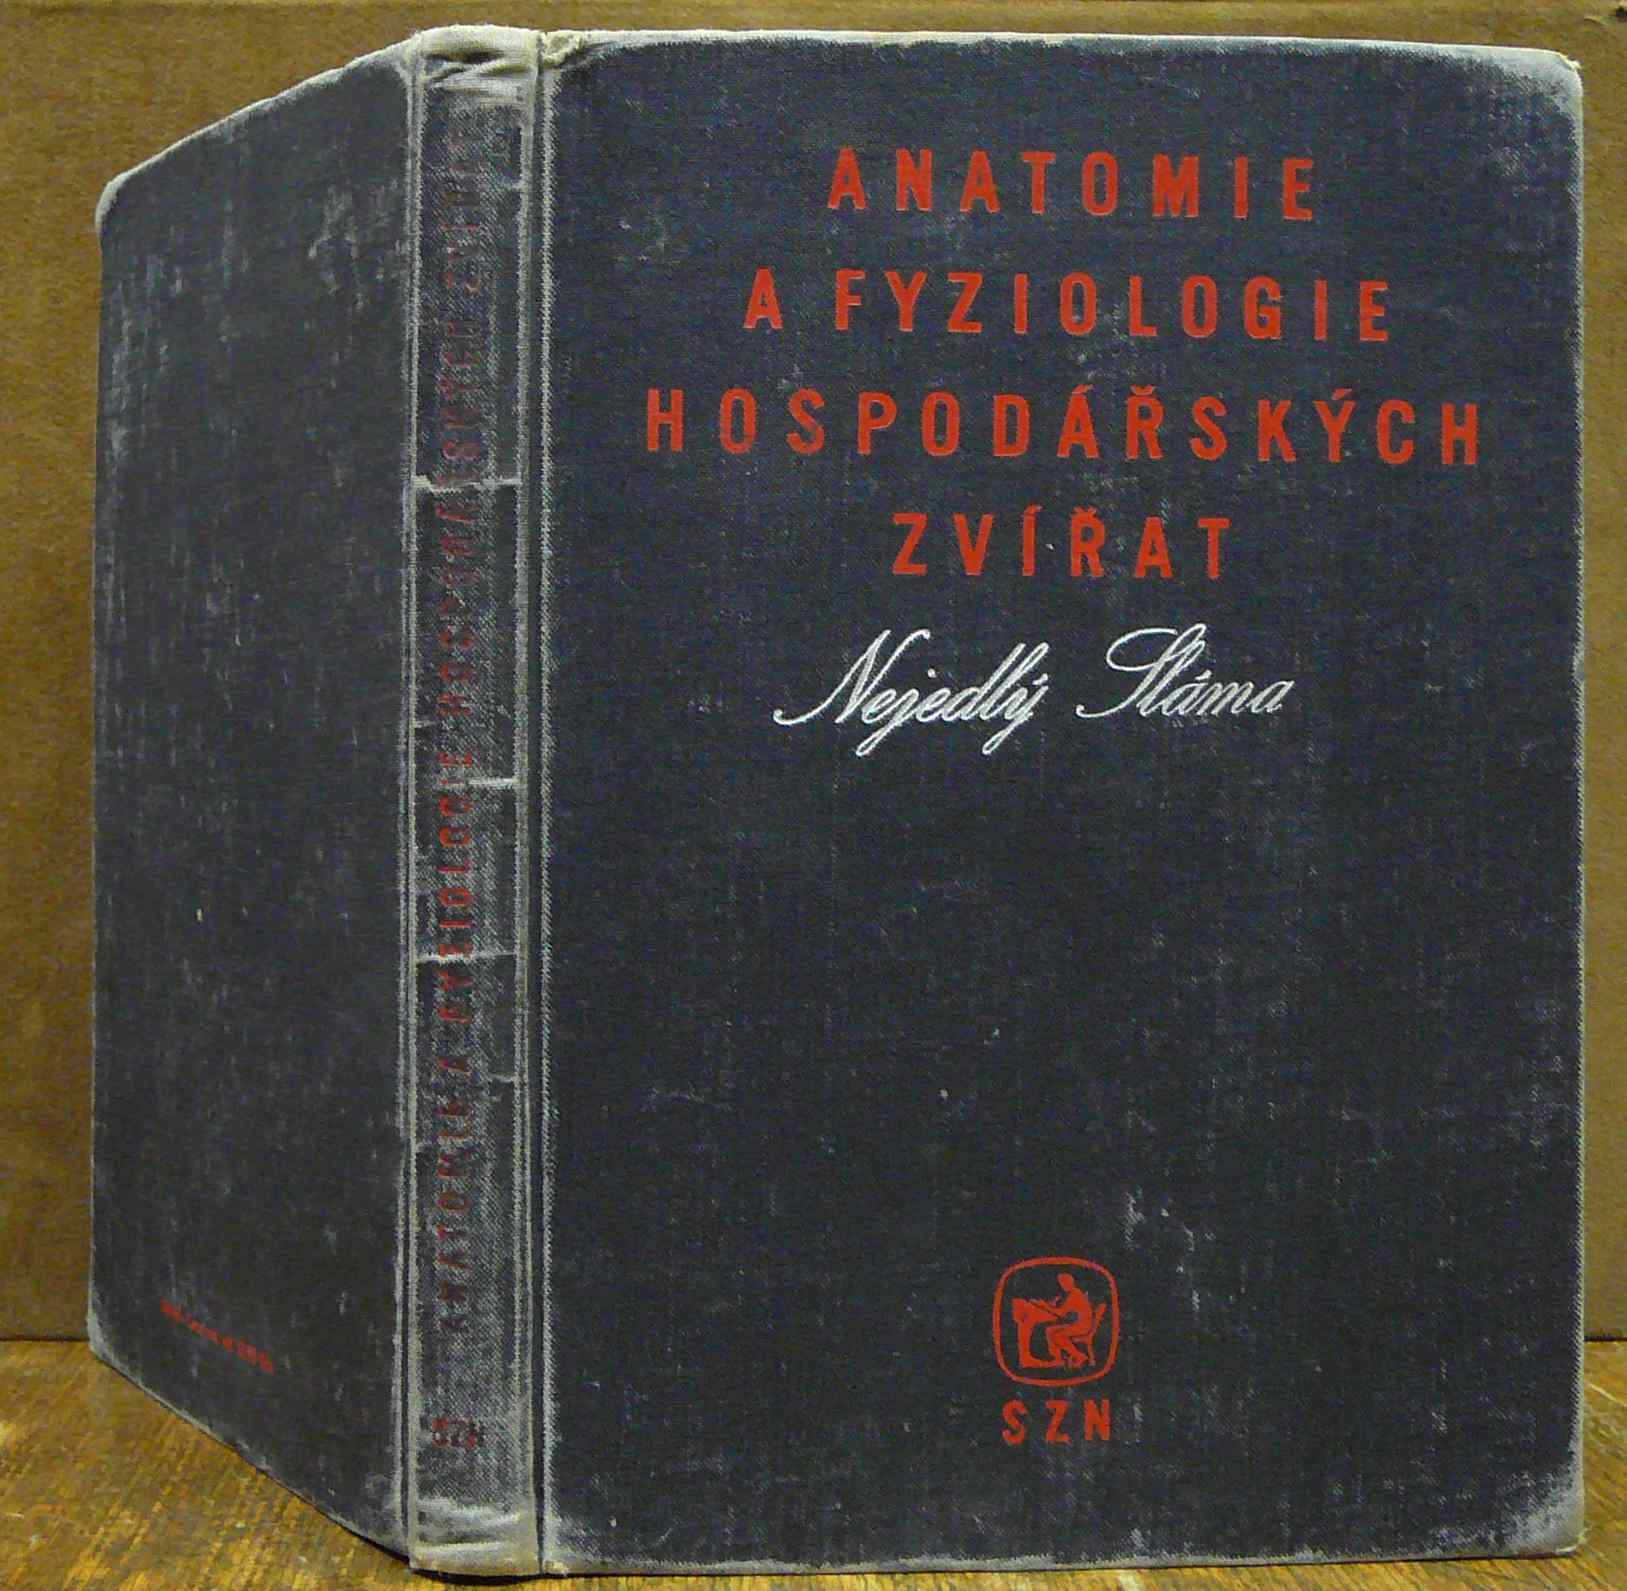 ANATOMIE
A FYZIOLOGIE
HOSPODÁŘSKÝCH
ZVÍŘAT
Nejedlý Sláma
SZN
ANATOMIE A FYZIOLOGIE HOSPODÁŘSKÝCH ZVÍŘAT
SZN